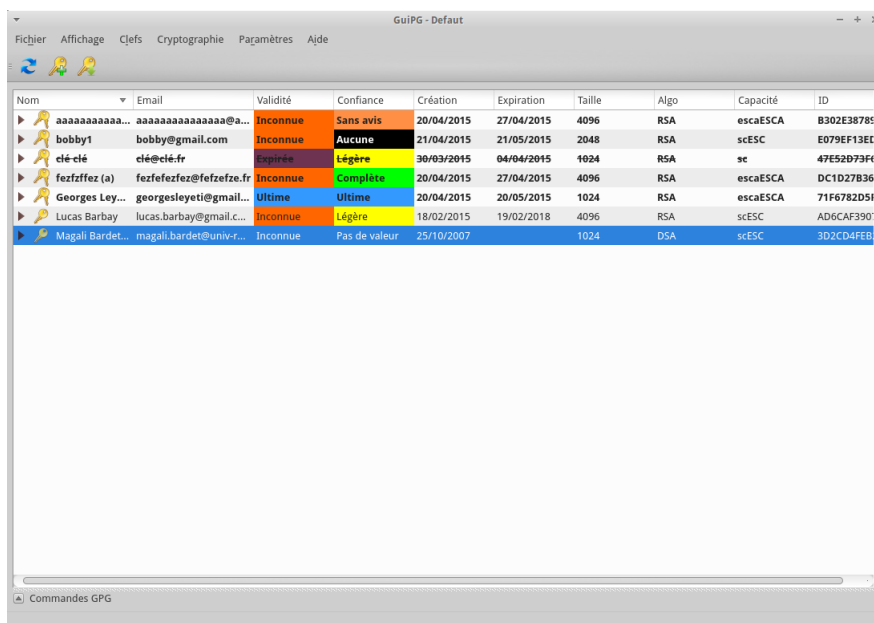 GuiPG - Defaut
Fichier Affichage Clefs Cryptographie Paramètres Aide
Nom Email Validité Confiance Création Expiration Taille Algo Capacité ID
aaaaaaaaaaa... aaaaaaaaaaaaaaa@a... Inconnue Sans avis 20/04/2015 27/04/2015 4096 RSA escaESCA B302E38789
bobby1 bobby@gmail.com Inconnue Aucune 21/04/2015 21/05/2015 2048 RSA scESC E079EF13ED
clé clé clé@clé.fr Expirée Légère 30/03/2015 04/04/2015 1024 RSA sc 47E52D73F6
fezfzffez (a) fezfefezfez@fefzefze.fr Inconnue Complète 20/04/2015 27/04/2015 4096 RSA escaESCA DC1D27B36
Georges Ley... georgesleyeti@gmail... Ultime Ultime 20/04/2015 20/05/2015 1024 RSA escaESCA 71F6782D5F
Lucas Barbay lucas.barbay@gmail.c... Inconnue Légère 18/02/2015 19/02/2018 4096 RSA scESC AD6CAF390
Magali Bardet... magali.bardet@univ-r... Inconnue Pas de valeur 25/10/2007 1024 DSA scESC 3D2CD4FEB
Commandes GPG